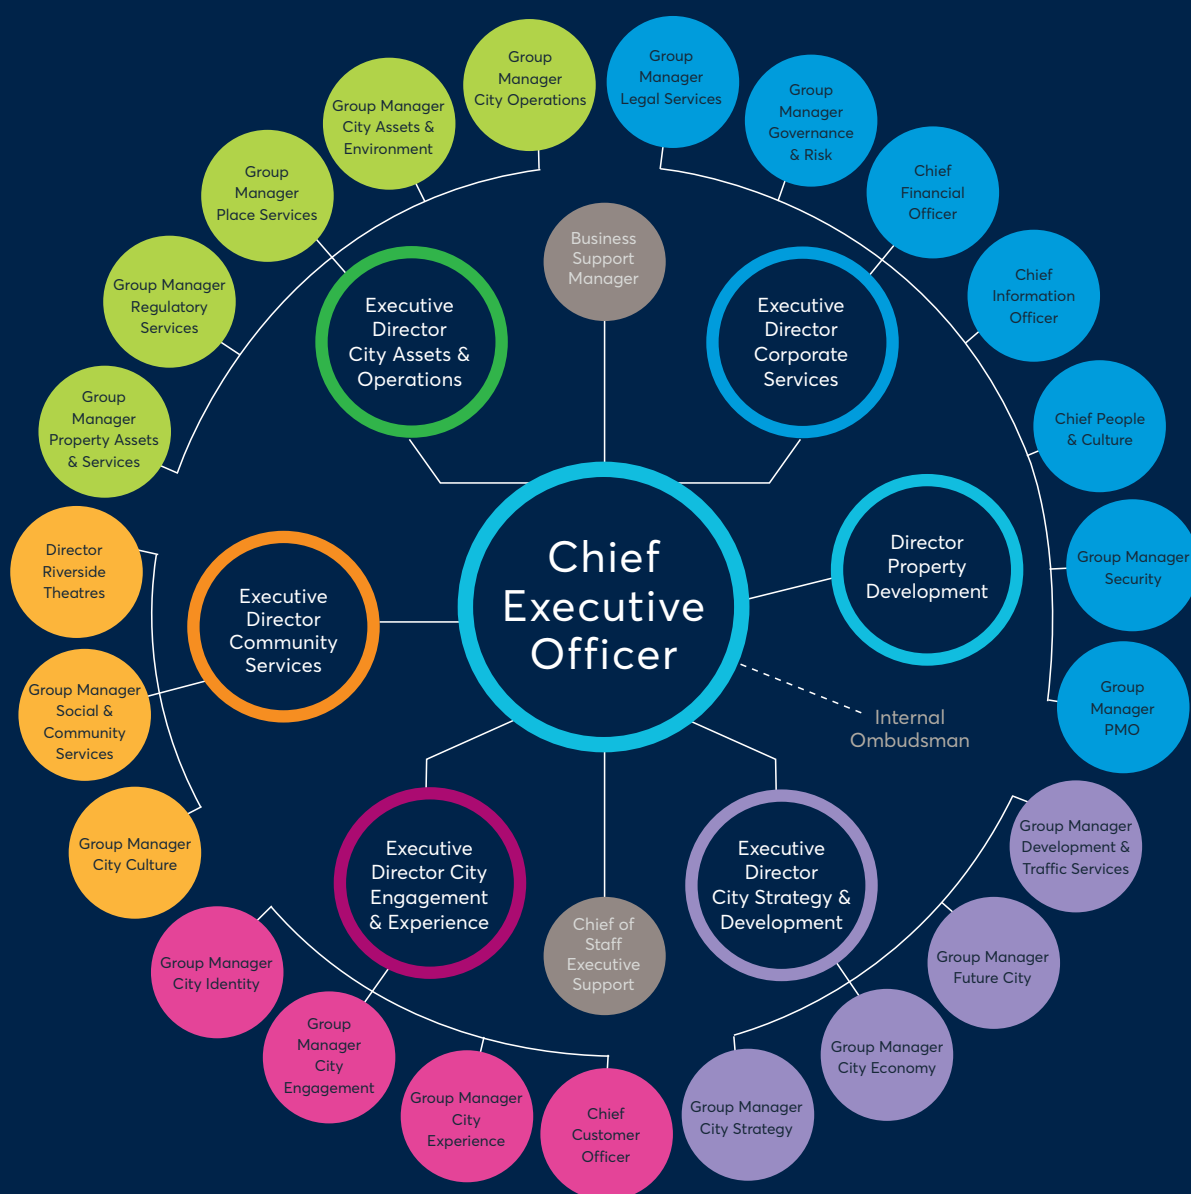 Group
Manager
City Operations
Group
Manager
Legal Services
Group Manager
City Assets &
Environment
Group
Manager
Governance
& Risk
Group
Manager
Place Services
Chief
Financial
Officer
Business
Support
Manager
Group Manager
Regulatory
Services
Chief
Information
Officer
Executive
Director
City Assets &
Operations
Executive
Director
Corporate
Services
Group
Manager
Property Assets
& Services
Chief People
& Culture
Director
Riverside
Theatres
Executive
Director
Community
Services
Chief
Executive
Officer
Director
Property
Development
Group Manager
Security
Group Manager
Social &
Community
Services
Internal
Ombudsman
Group
Manager
PMO
Group Manager
City Culture
Executive
Director City
Engagement
& Experience
Executive
Director
City Strategy &
Development
Group Manager
Development &
Traffic Services
Chief of
Staff
Executive
Support
Group Manager
City Identity
Group Manager
Future City
Group
Manager
City
Engagement
Group Manager
City Economy
Group Manager
City
Experience
Chief
Customer
Officer
Group Manager
City Strategy